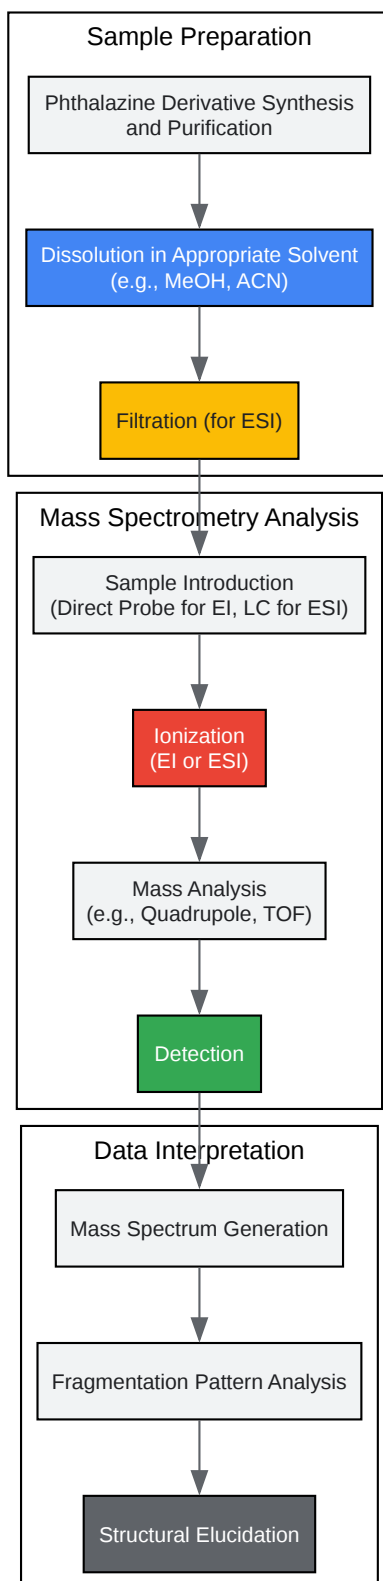 Sample Preparation
Phthalazine Derivative Synthesis
and Purification
Dissolution in Appropriate Solvent
(e.g., MeOH, ACN)
Filtration (for ESI)
Mass Spectrometry Analysis
Sample Introduction
(Direct Probe for EI, LC for ESI)
Ionization
(EI or ESI)
Mass Analysis
(e.g., Quadrupole, TOF)
Detection
Data Interpretation
Mass Spectrum Generation
Fragmentation Pattern Analysis
Structural Elucidation